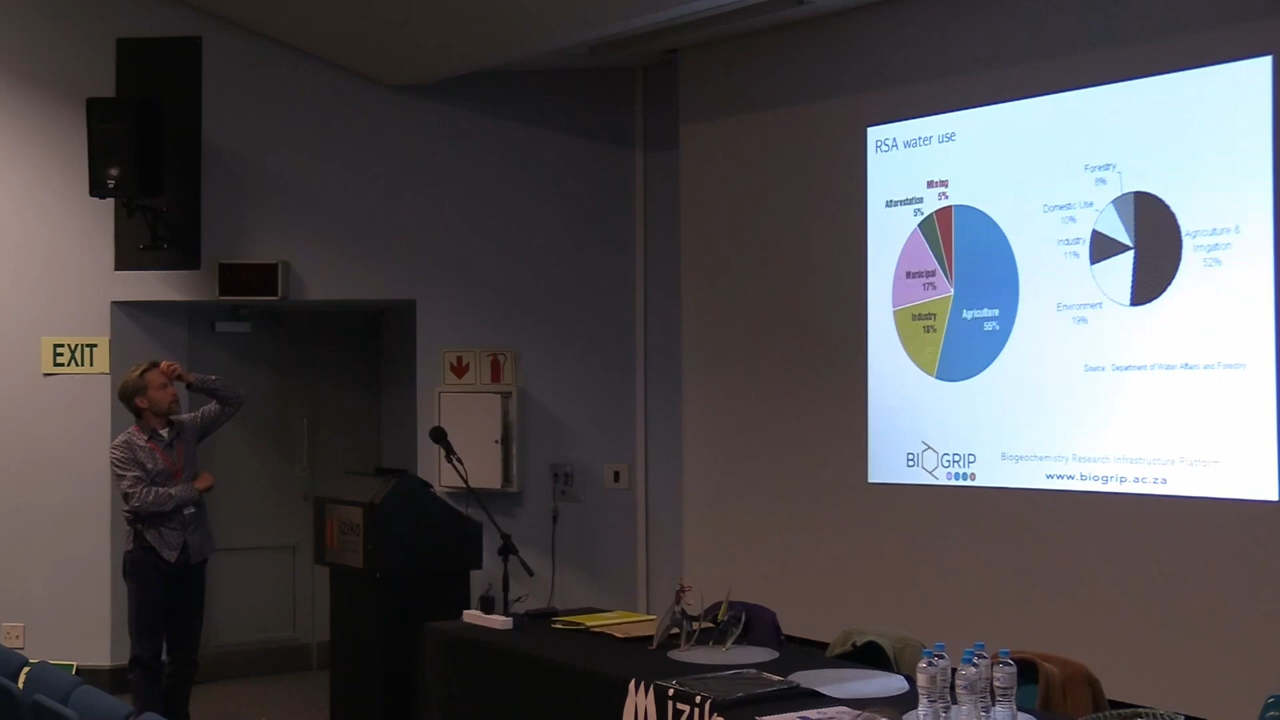 EXIT
iziko
RSA water use
Mining
5%
Afforestation
5%
Municipal
17%
Industry
18%
Agriculture
55%
Forestry
8%
Domestic Use
10%
Industry
11%
Agriculture &
Irrigation
52%
Environment
19%
Source : Department of Water Affairs and Forestry
BIOGRIP
Biogeochemistry Research Infrastructure Platform
www.biogrip.ac.za
iziko